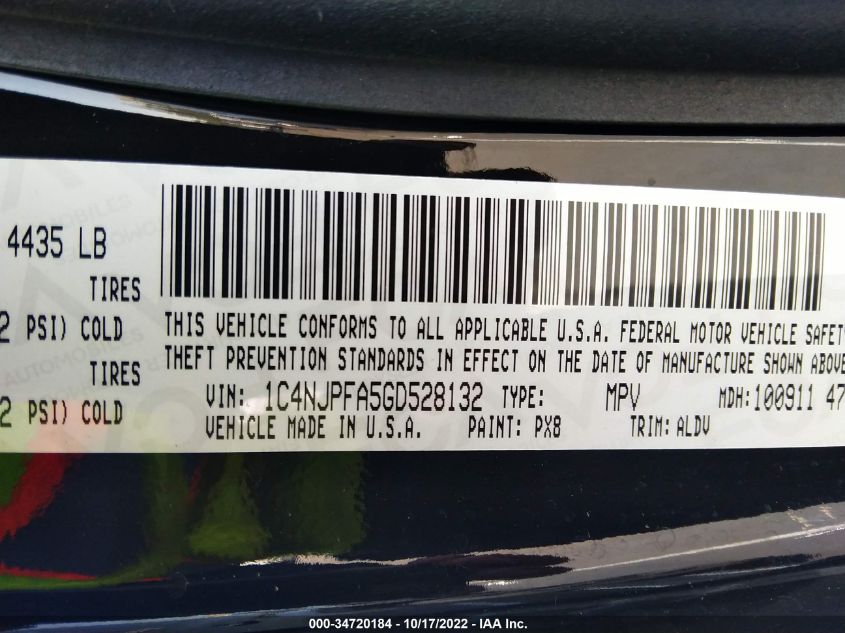 4435 LB
TIRES
2 PSI) COLD
TIRES
2 PSI) COLD
THIS VEHICLE CONFORMS TO ALL APPLICABLE U.S.A. FEDERAL MOTOR VEHICLE SAFETY
THEFT PREVENTION STANDARDS IN EFFECT ON THE DATE OF MANUFACTURE SHOWN ABOVE
VIN: 1C4NJPFA5GD528132 TYPE: MPV MDH:100911 47
VEHICLE MADE IN U.S.A. PAINT: PX8 TRIM: ALDV
000-34720184 - 10/17/2022 - IAA Inc.